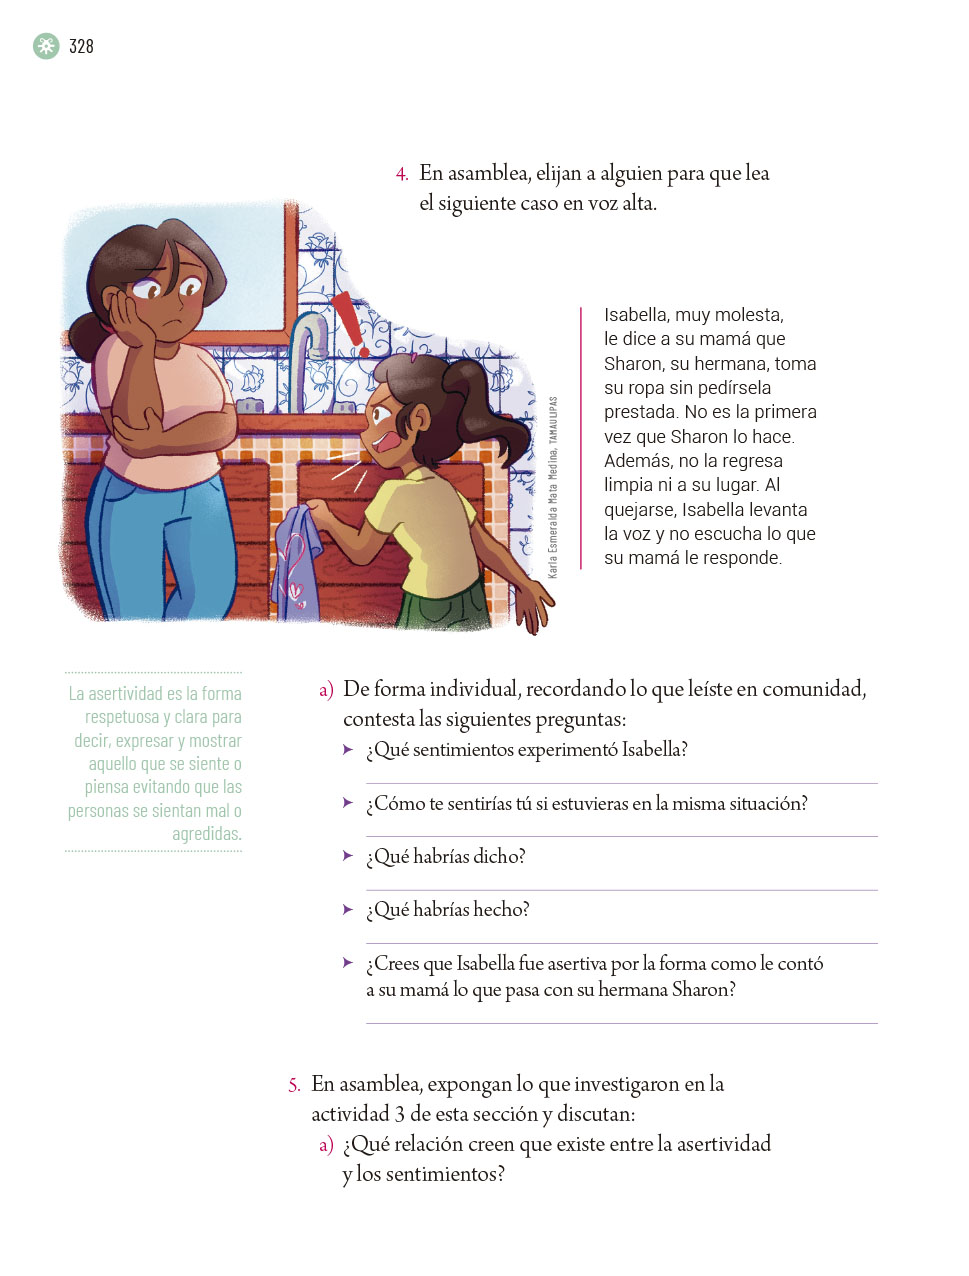 328
4. En asamblea, elijan a alguien para que lea
el siguiente caso en voz alta.
Isabella, muy molesta,
le dice a su mamá que
Sharon, su hermana, toma
su ropa sin pedírsela
prestada. No es la primera
vez que Sharon lo hace.
Además, no la regresa
limpia ni a su lugar. Al
quejarse, Isabella levanta
la voz y no escucha lo que
su mamá le responde.
Karla Esmeralda Mata Medina, TAMAULIPAS
La asertividad es la forma
respetuosa y clara para
decir, expresar y mostrar
aquello que se siente o
piensa evitando que las
personas se sientan mal o
agredidas.
a) De forma individual, recordando lo que leíste en comunidad,
contesta las siguientes preguntas:
➤ ¿Qué sentimientos experimentó Isabella?
➤ ¿Cómo te sentirías tú si estuvieras en la misma situación?
➤ ¿Qué habrías dicho?
➤ ¿Qué habrías hecho?
➤ ¿Crees que Isabella fue asertiva por la forma como le contó
a su mamá lo que pasa con su hermana Sharon?
5. En asamblea, expongan lo que investigaron en la
actividad 3 de esta sección y discutan:
a) ¿Qué relación creen que existe entre la asertividad
y los sentimientos?